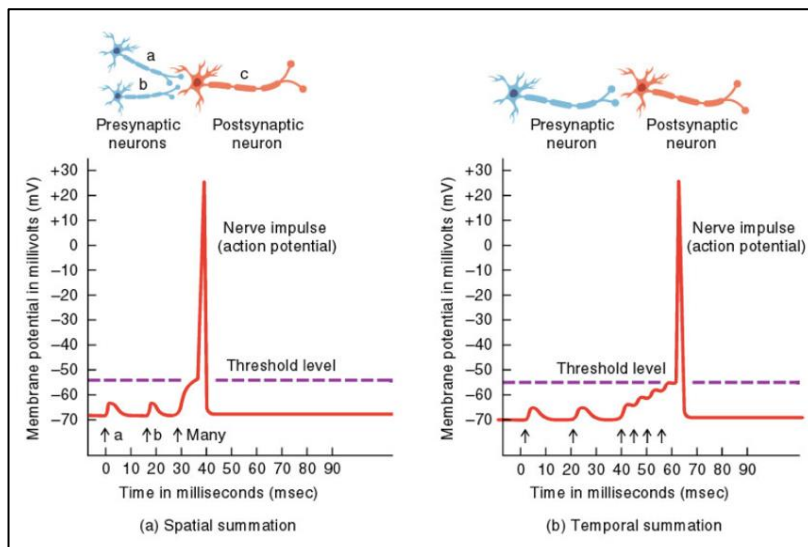 a
b
c
Presynaptic
neurons
Postsynaptic
neuron
Membrane potential in millivolts (mV)
+30
+20
+10
0
−10
−20
−30
−40
−50
−60
−70
Nerve impulse
(action potential)
Threshold level
a
b
Many
0 10 20 30 40 50 60 70 80 90
Time in milliseconds (msec)
(a) Spatial summation
Presynaptic
neuron
Postsynaptic
neuron
Membrane potential in millivolts (mV)
+30
+20
+10
0
−10
−20
−30
−40
−50
−60
−70
Nerve impulse
(action potential)
Threshold level
0 10 20 30 40 50 60 70 80 90
Time in milliseconds (msec)
(b) Temporal summation